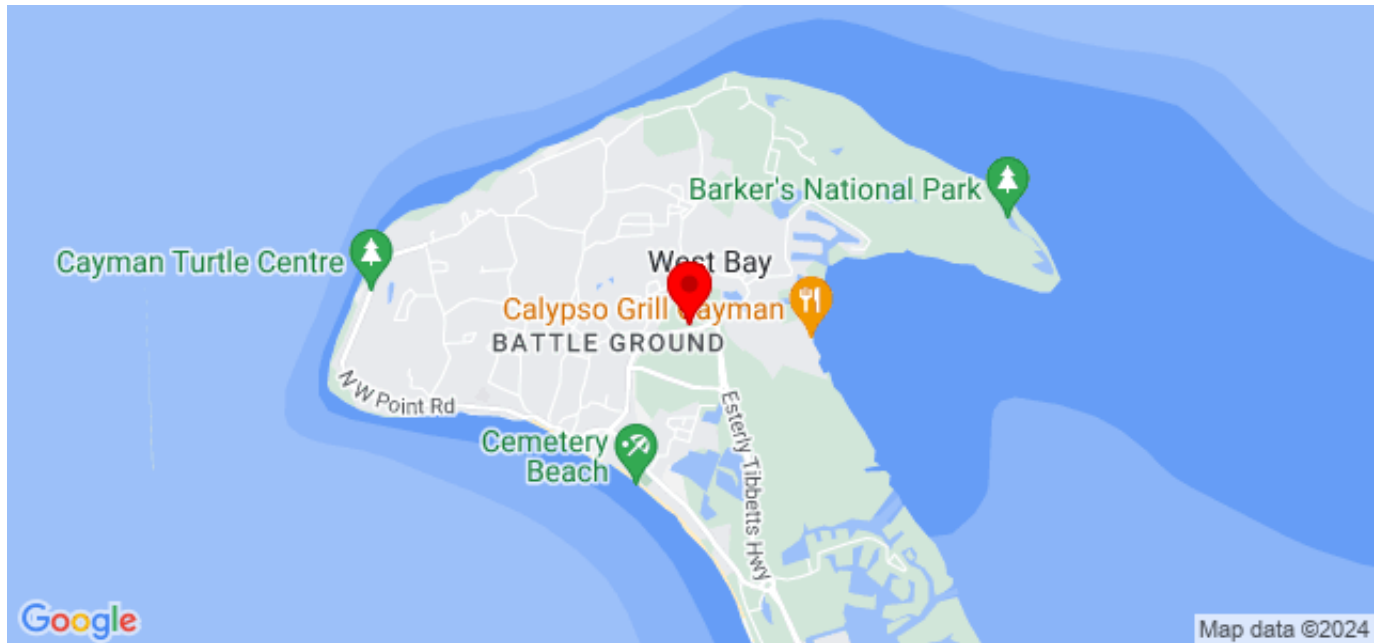 Barker's National Park
West Bay
Cayman Turtle Centre
Calypso Grill Cayman
BATTLE GROUND
N W Point Rd
Esterly Tibbetts Hwy
Cemetery
Beach
Google
Map data ©2024